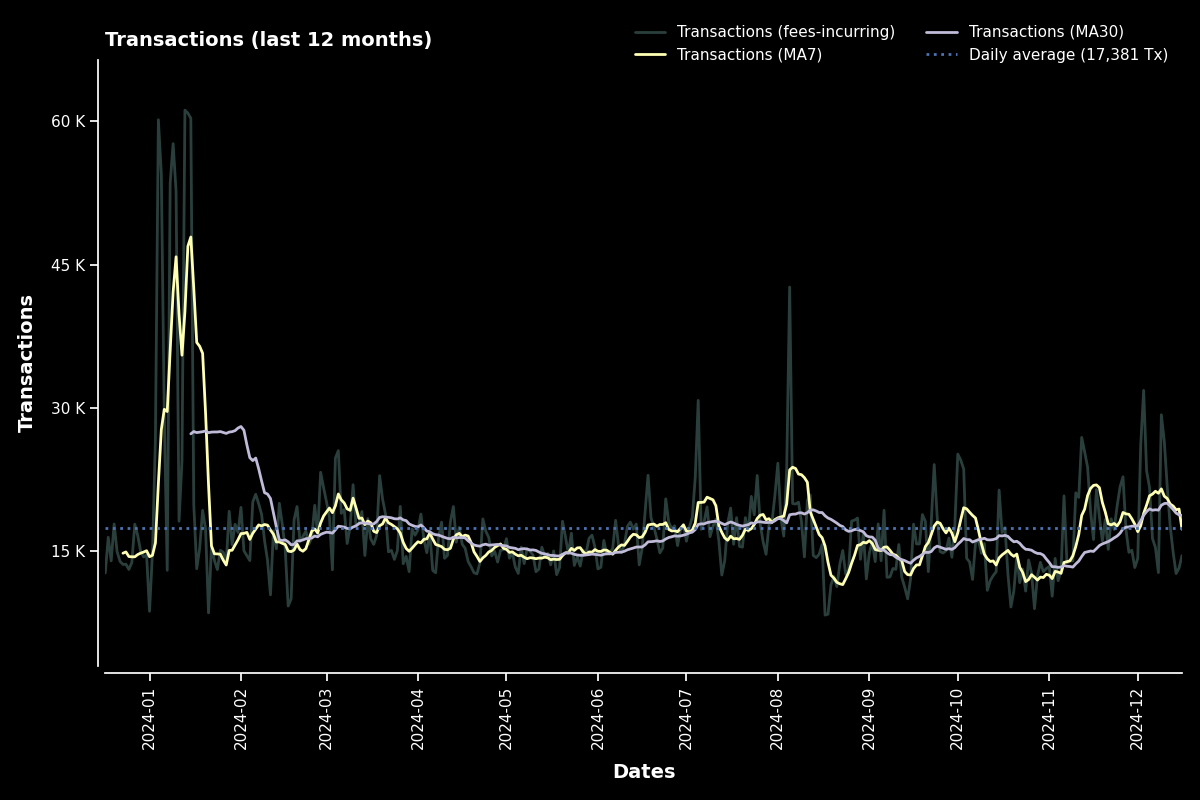 Transactions (last 12 months)
Transactions (fees-incurring)
Transactions (MA7)
Transactions (MA30)
Daily average (17,381 Tx)
Transactions
60 K
45 K
30 K
15 K
2024-01
2024-02
2024-03
2024-04
2024-05
2024-06
2024-07
2024-08
2024-09
2024-10
2024-11
2024-12
Dates